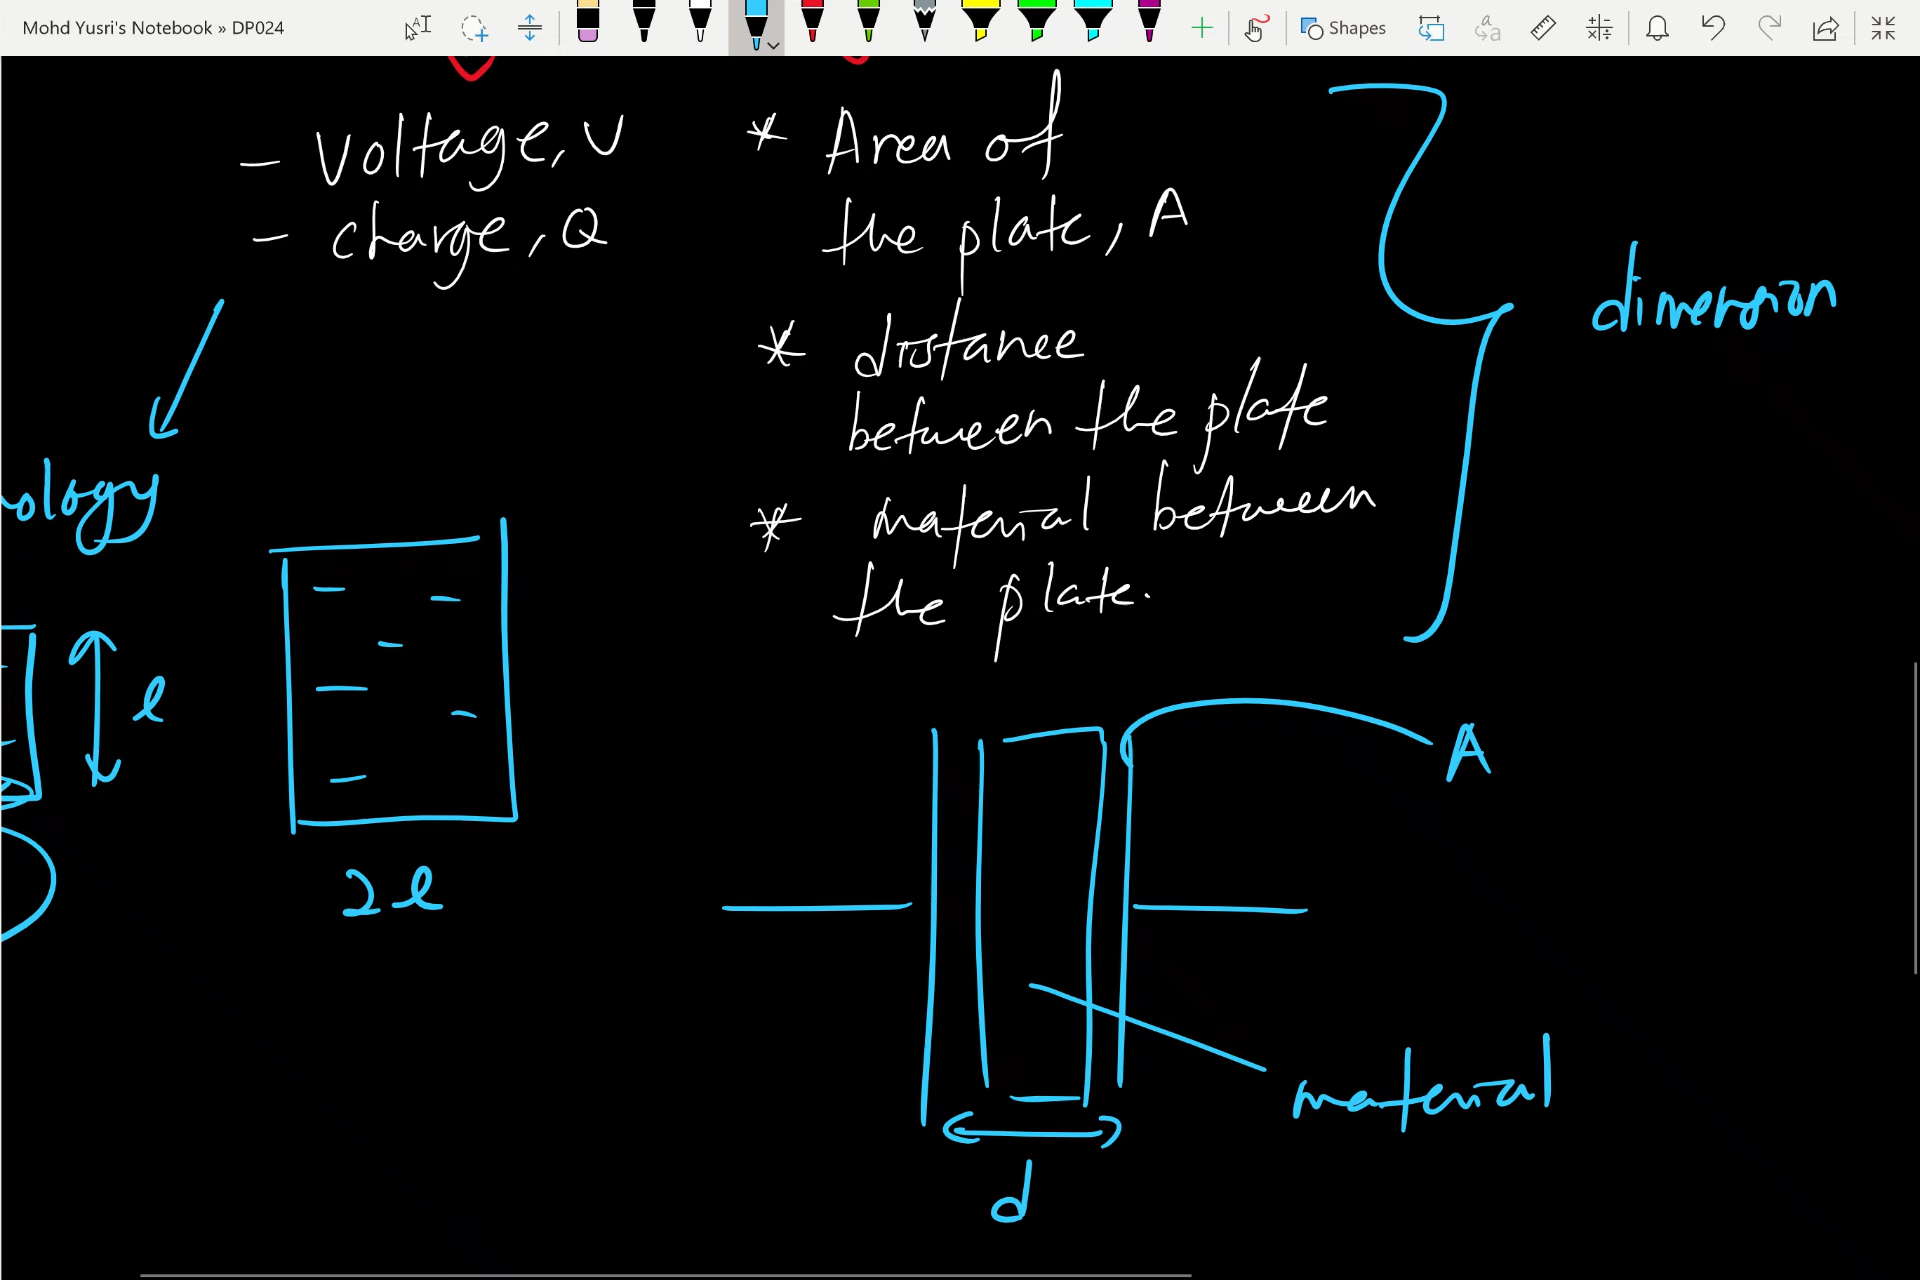 Mohd Yusri's Notebook » DP024
Shapes
- Voltage, V
- charge, Q
* Area of
the plate, A
* distance
between the plate
* material between
the plate.
dimension
ology
l
2l
A
material
d